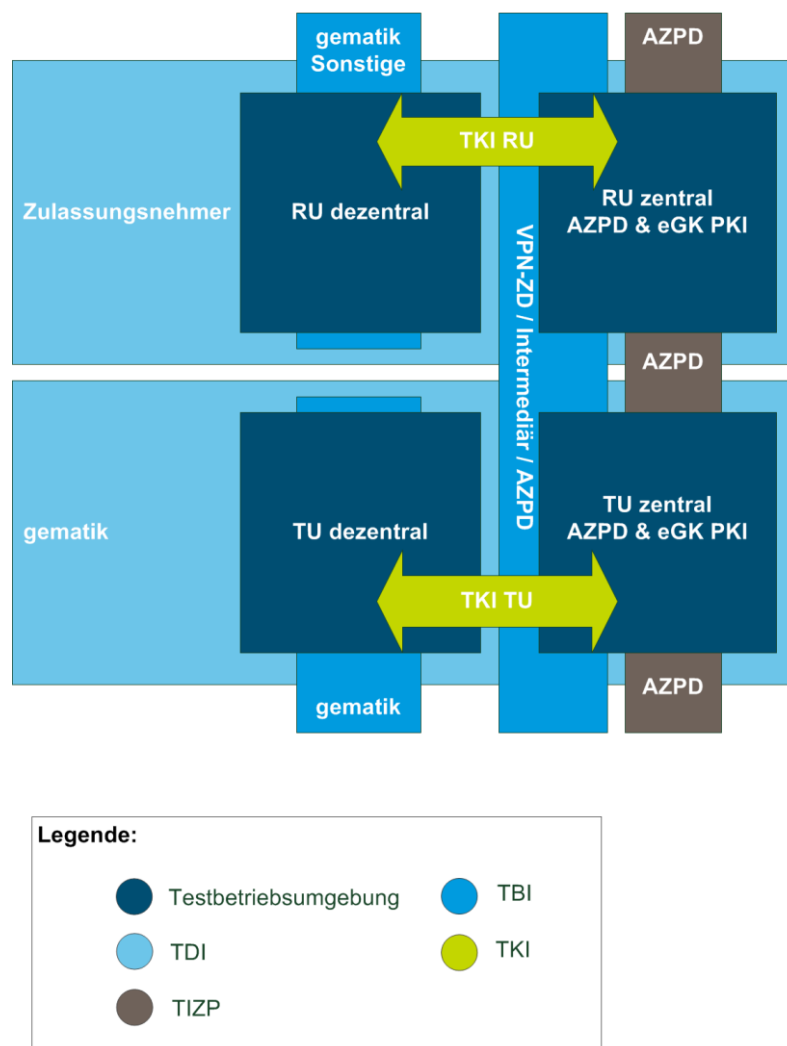 gematik
Sonstige
AZPD
TKI RU
Zulassungsnehmer
RU dezentral
RU zentral
AZPD & eGK PKI
VPN-ZD / Intermediär / AZPD
AZPD
gematik
TU dezentral
TU zentral
AZPD & eGK PKI
TKI TU
gematik
AZPD
Legende:
Testbetriebsumgebung
TBI
TDI
TKI
TIZP